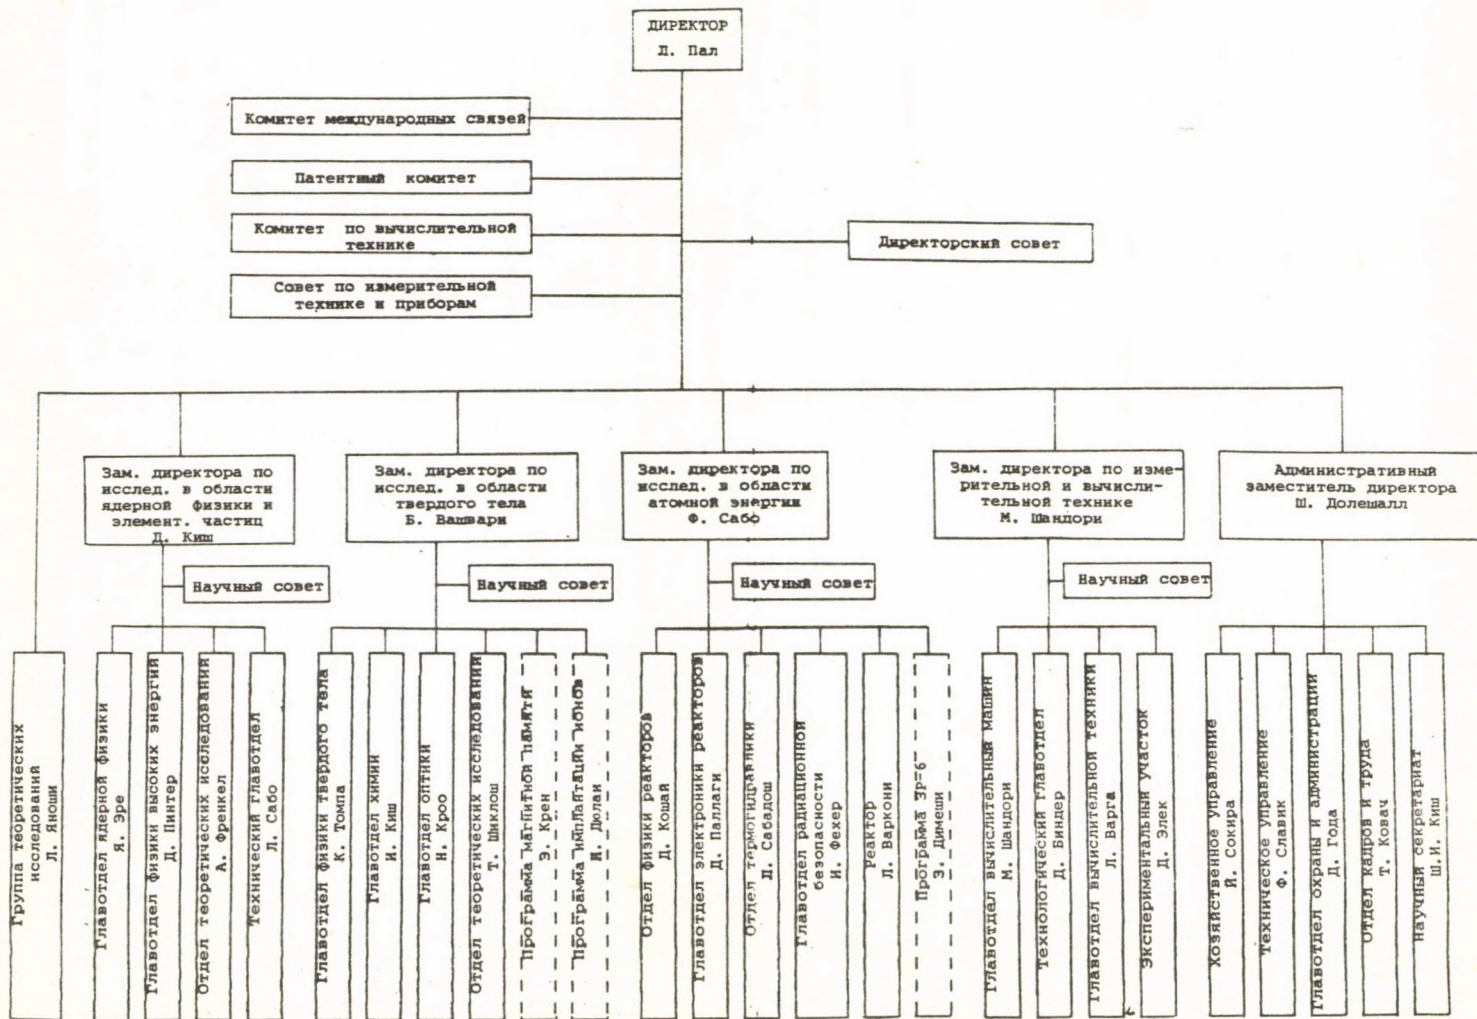 ДИРЕКТОР
Л. Пал
Комитет международных связей
Патентный комитет
Комитет по вычислительной
технике
Директорский совет
Совет по измерительной
технике и приборам
Зам. директора по
исслед. в области
ядерной физики и
элемент. частиц
Д. Киш
Зам. директора по
исслед. в области
твердого тела
Б. Вашвари
Зам. директора по
исслед. в области
атомной энергии
Ф. Сабо
Зам. директора по изме-
рительной и вычисли-
тельной технике
М. Шандори
Административный
заместитель директора
Ш. Долешалл
Научный совет
Научный совет
Научный совет
Научный совет
Группа теоретических
исследований
Л. Яноши
Главотдел ядерной физики
Я. Эре
Главотдел физики высоких энергий
Д. Пинтер
Отдел теоретических исследований
А. Френкел
Технический главотдел
Л. Сабо
Главотдел физики твердого тела
К. Томпа
Главотдел химии
И. Киш
Главотдел оптики
Н. Кроо
Отдел теоретических исследований
Т. Шиклош
Программа магнитной памяти
Э. Крен
Программа имплантации ионов
Й. Дюлаи
Отдел физики реакторов
Д. Кошай
Главотдел электроники реакторов
Д. Паллаги
Отдел термогидравлики
Л. Сабадош
Главотдел радиационной
безопасности
И. Фехер
Реактор
Л. Варкони
Программа ЗР=6
З. Димеши
Главотдел вычислительный машин
М. Шандори
Технологический главотдел
Д. Биндер
Главотдел вычислительной техники
Л. Варга
Экспериментальный участок
Д. Элек
Хозяйственное управление
Й. Сокира
Техническое управление
Ф. Славик
Главотдел охраны и администрации
Д. Года
Отдел кадров и труда
Т. Ковач
Научный секретариат
Ш.И. Киш